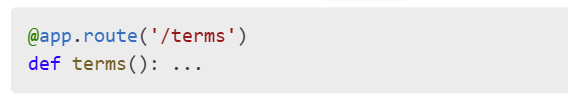 @app.route('/terms')
def terms(): ...